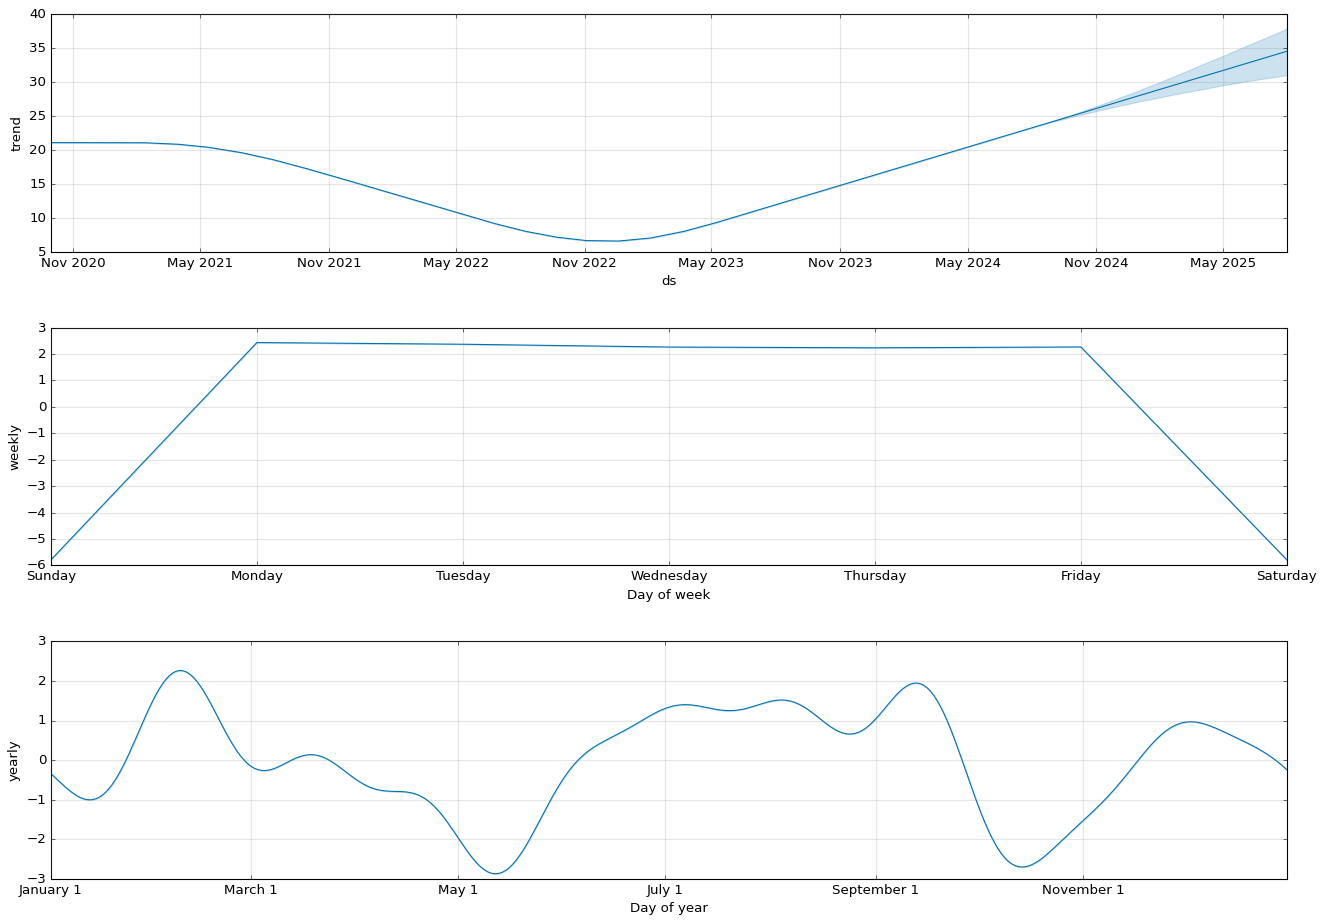 40
35
30
25
20
15
10
5
trend
Nov 2020 May 2021 Nov 2021 May 2022 Nov 2022 May 2023 Nov 2023 May 2024 Nov 2024 May 2025
ds
3
2
1
0
−1
−2
−3
−4
−5
−6
weekly
Sunday Monday Tuesday Wednesday Thursday Friday Saturday
Day of week
3
2
1
0
−1
−2
−3
yearly
January 1 March 1 May 1 July 1 September 1 November 1
Day of year